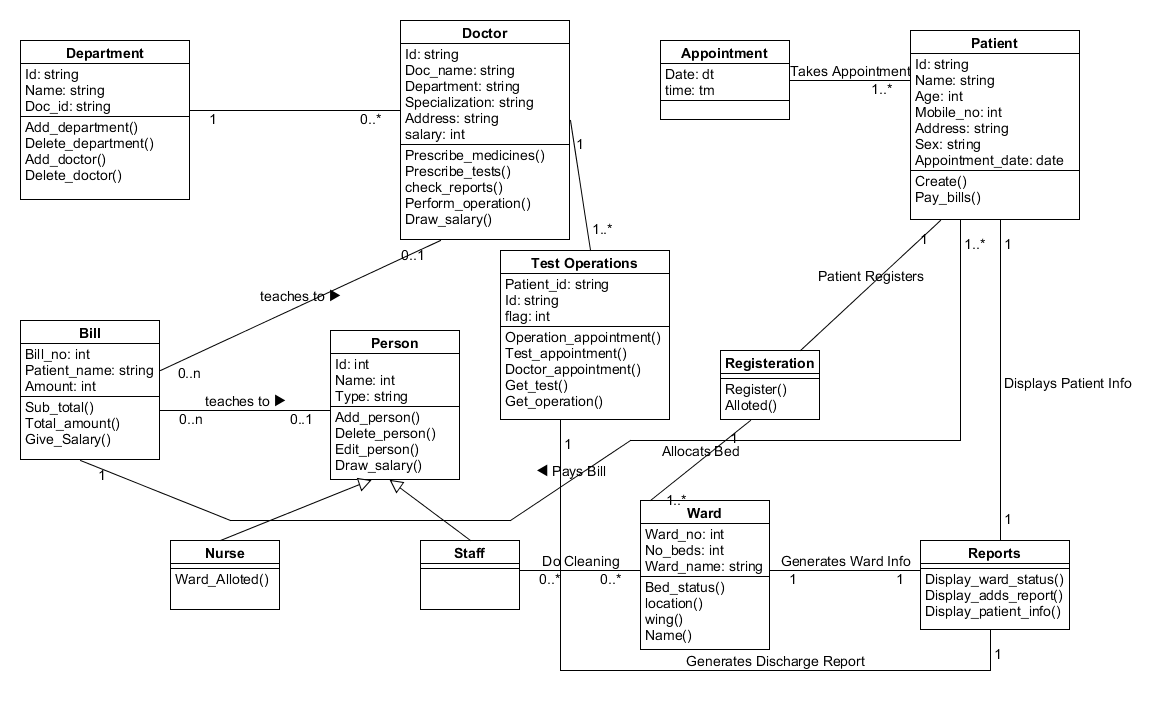 Department
Id: string
Name: string
Doc_id: string
Add_department()
Delete_department()
Add_doctor()
Delete_doctor()
1
0..*
Doctor
Id: string
Doc_name: string
Department: string
Specialization: string
Address: string
salary: int
Prescribe_medicines()
Prescribe_tests()
check_reports()
Perform_operation()
Draw_salary()
1
1..*
0..1
Appointment
Date: dt
time: tm
Takes Appointment
1..*
Patient
Id: string
Name: string
Age: int
Mobile_no: int
Address: string
Sex: string
Appointment_date: date
Create()
Pay_bills()
1
1..*
1
Patient Registers
teaches to ▶
Test Operations
Patient_id: string
Id: string
flag: int
Operation_appointment()
Test_appointment()
Doctor_appointment()
Get_test()
Get_operation()
1
Bill
Bill_no: int
Patient_name: string
Amount: int
Sub_total()
Total_amount()
Give_Salary()
0..n
teaches to ▶
0..n
0..1
1
Person
Id: int
Name: int
Type: string
Add_person()
Delete_person()
Edit_person()
Draw_salary()
Registeration
Register()
Alloted()
1
Allocats Bed
1..*
Displays Patient Info
1
◀ Pays Bill
Nurse
Ward_Alloted()
Staff
Do Cleaning
0..*
0..*
Ward
Ward_no: int
No_beds: int
Ward_name: string
Bed_status()
location()
wing()
Name()
Generates Ward Info
1
1
Reports
Display_ward_status()
Display_adds_report()
Display_patient_info()
1
Generates Discharge Report